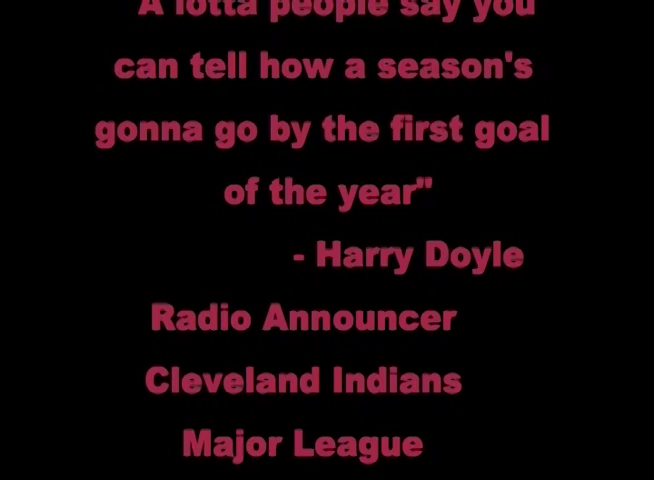 "A lotta people say you
can tell how a season's
gonna go by the first goal
of the year"
- Harry Doyle
Radio Announcer
Cleveland Indians
Major League